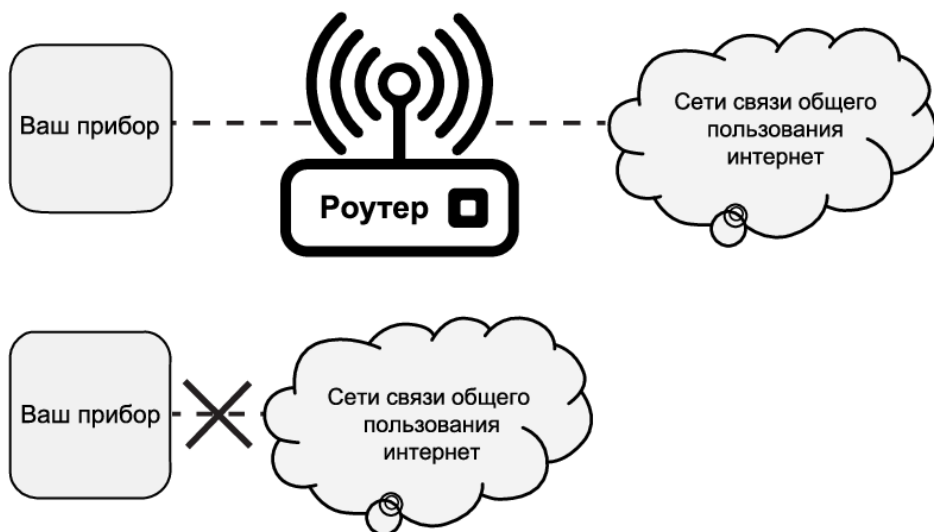 Ваш прибор
Роутер
Сети связи общего
пользования
интернет
Ваш прибор
Сети связи общего
пользования
интернет